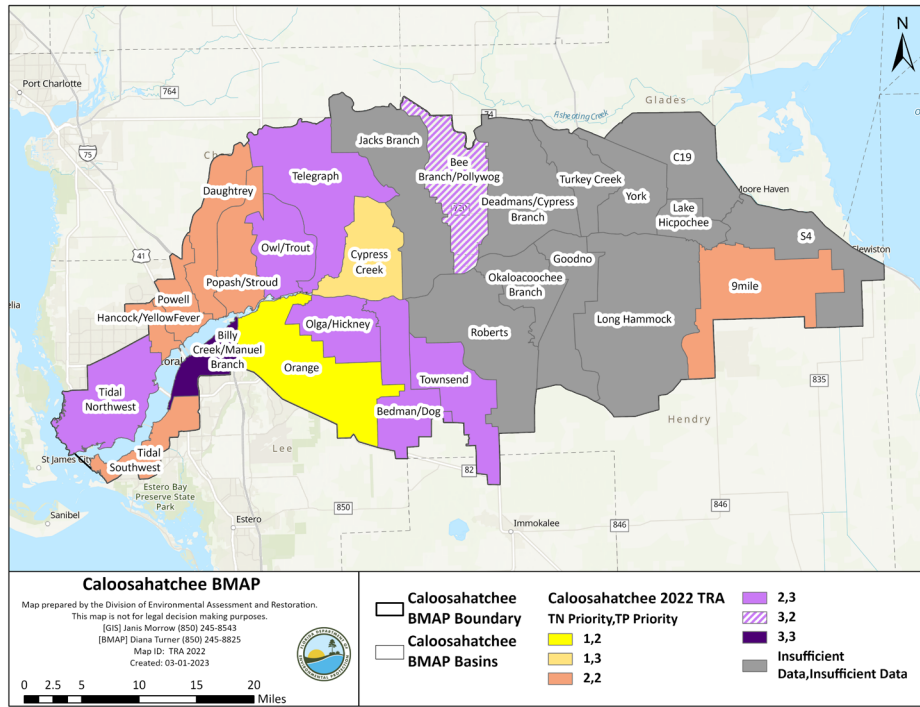 N
Port Charlotte
764
74
Fisheating Creek
Glades
75
Jacks Branch
Bee
Branch/Pollywog
720
C19
Moore Haven
Daughtrey
Telegraph
Turkey Creek
York
Deadmans/Cypress
Branch
Lake
Hicpochee
S4
41
Owl/Trout
Cypress
Creek
Goodno
Clewiston
Popash/Stroud
Okaloacoochee
Branch
9mile
Powell
Hancock/YellowFever
Billy
Creek/Manuel
Branch
Olga/Hickney
Roberts
Long Hammock
Orange
Townsend
835
Tidal
Northwest
Bedman/Dog
Hendry
Lee
St James City
Tidal
Southwest
82
Estero Bay
Preserve State
Park
850
846
846
Sanibel
Estero
Immokalee
Caloosahatchee BMAP
Map prepared by the Division of Environmental Assessment and Restoration.
This map is not for legal decision making purposes.
[GIS] Janis Morrow (850) 245-8543
[BMAP] Diana Turner (850) 245-8825
Map ID: TRA 2022
Created: 03-01-2023
0 2.5 5 10 15 20
Miles
Caloosahatchee
BMAP Boundary
Caloosahatchee
BMAP Basins
Caloosahatchee 2022 TRA
TN Priority,TP Priority
1,2
1,3
2,2
2,3
3,2
3,3
Insufficient
Data,Insufficient Data